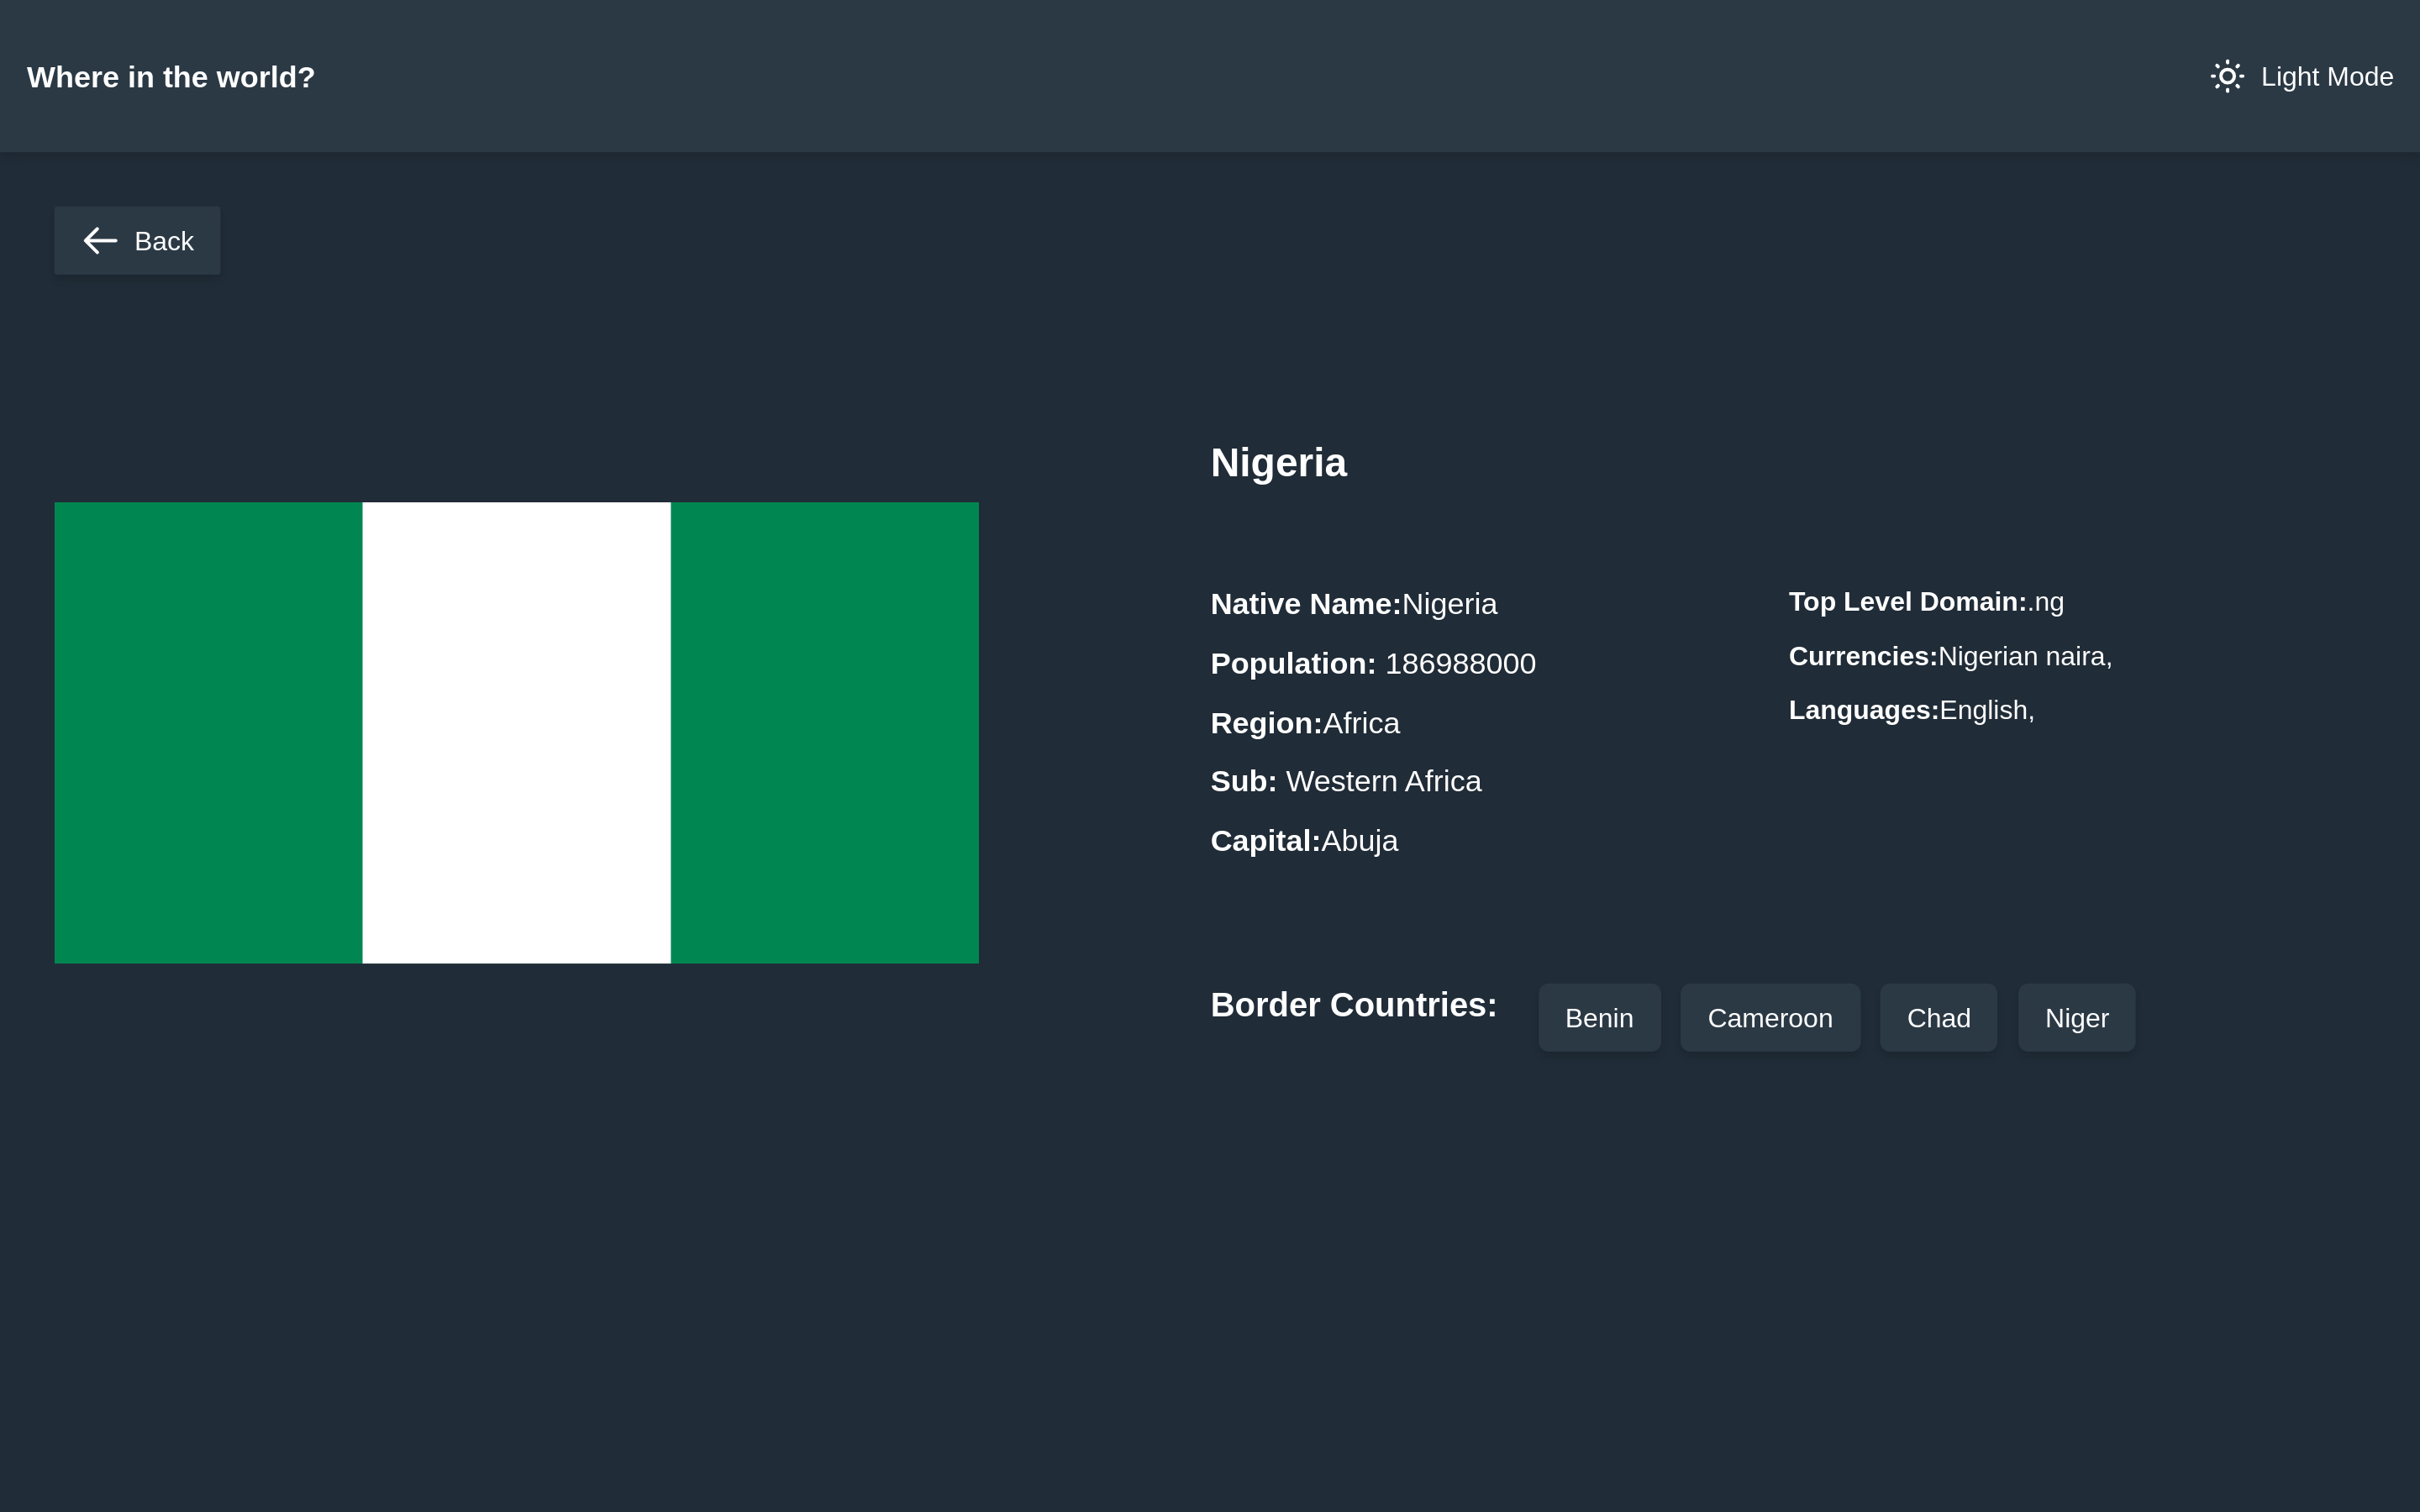 Where in the world?
Light Mode
Back
Nigeria
Native Name:Nigeria
Population: 186988000
Region:Africa
Sub: Western Africa
Capital:Abuja
Top Level Domain:.ng
Currencies:Nigerian naira,
Languages:English,
Border Countries:
Benin
Cameroon
Chad
Niger